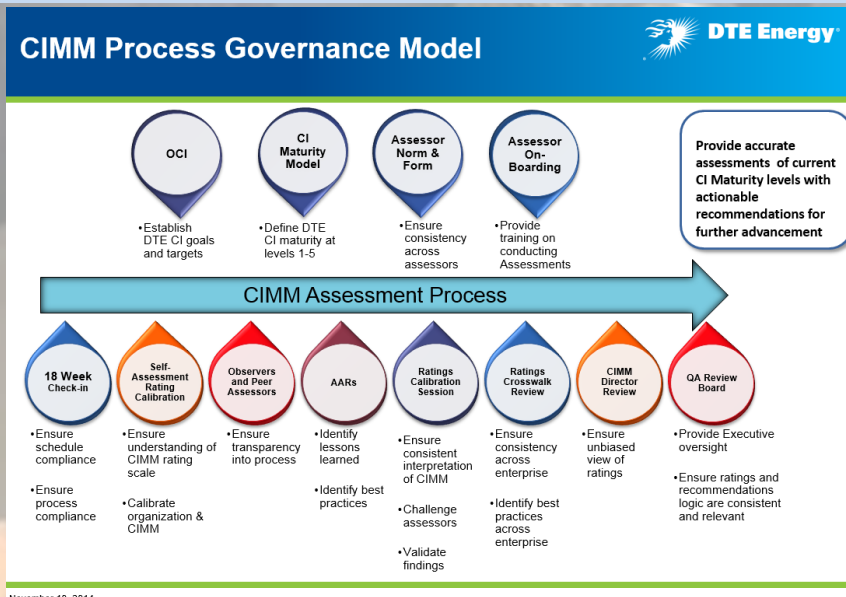 CIMM Process Governance Model
DTE Energy®
OCI
•Establish
DTE CI goals
and targets
CI
Maturity
Model
•Define DTE
CI maturity at
levels 1-5
Assessor
Norm &
Form
•Ensure
consistency
across
assessors
Assessor
On-
Boarding
•Provide
training on
conducting
Assessments
Provide accurate
assessments of current
CI Maturity levels with
actionable
recommendations for
further advancement
CIMM Assessment Process
18 Week
Check-in
•Ensure
schedule
compliance
•Ensure
process
compliance
Self-
Assessment
Rating
Calibration
•Ensure
understanding of
CIMM rating
scale
•Calibrate
organization &
CIMM
Observers
and Peer
Assessors
•Ensure
transparency
into process
AARs
•Identify
lessons
learned
•Identify best
practices
Ratings
Calibration
Session
•Ensure
consistent
interpretation
of CIMM
•Challenge
assessors
•Validate
findings
Ratings
Crosswalk
Review
•Ensure
consistency
across
enterprise
•Identify best
practices
across
enterprise
CIMM
Director
Review
•Ensure
unbiased
view of
ratings
QA Review
Board
•Provide Executive
oversight
•Ensure ratings and
recommendations
logic are consistent
and relevant